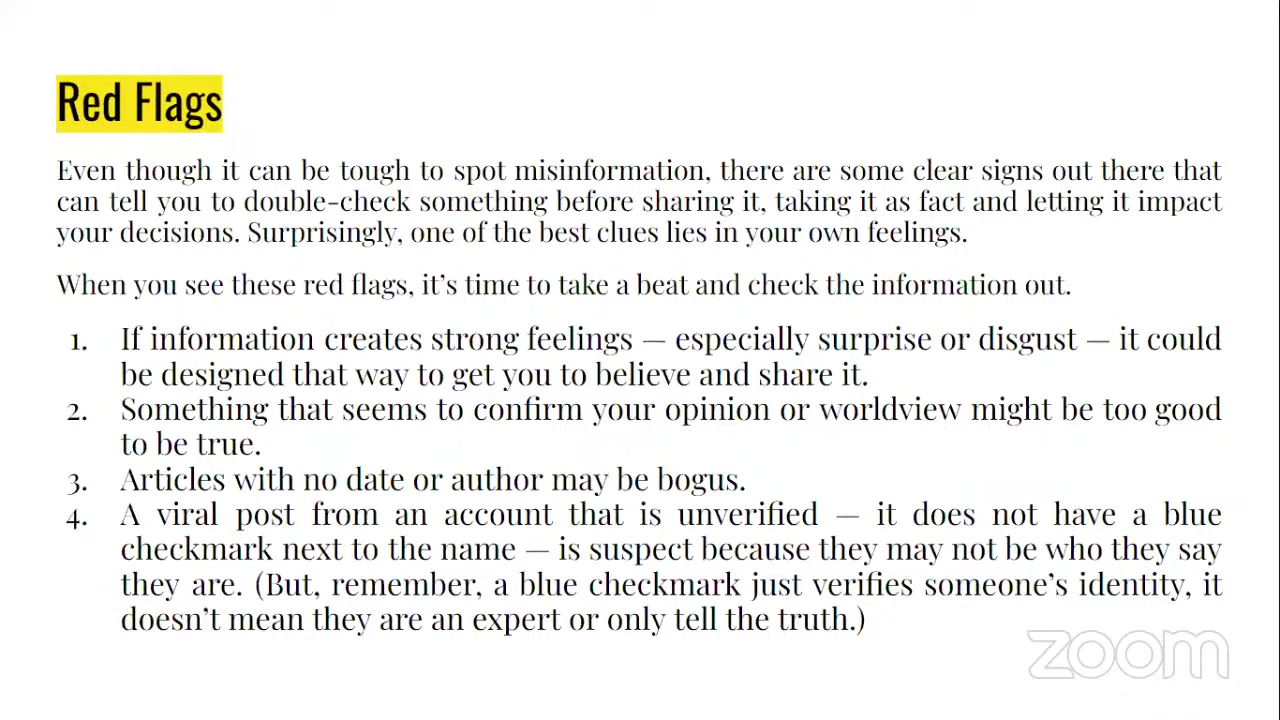 Red Flags
Even though it can be tough to spot misinformation, there are some clear signs out there that
can tell you to double-check something before sharing it, taking it as fact and letting it impact
your decisions. Surprisingly, one of the best clues lies in your own feelings.
When you see these red flags, it's time to take a beat and check the information out.
1. If information creates strong feelings — especially surprise or disgust — it could
be designed that way to get you to believe and share it.
2. Something that seems to confirm your opinion or worldview might be too good
to be true.
3. Articles with no date or author may be bogus.
4. A viral post from an account that is unverified — it does not have a blue
checkmark next to the name — is suspect because they may not be who they say
they are. (But, remember, a blue checkmark just verifies someone's identity, it
doesn't mean they are an expert or only tell the truth.)
zoom